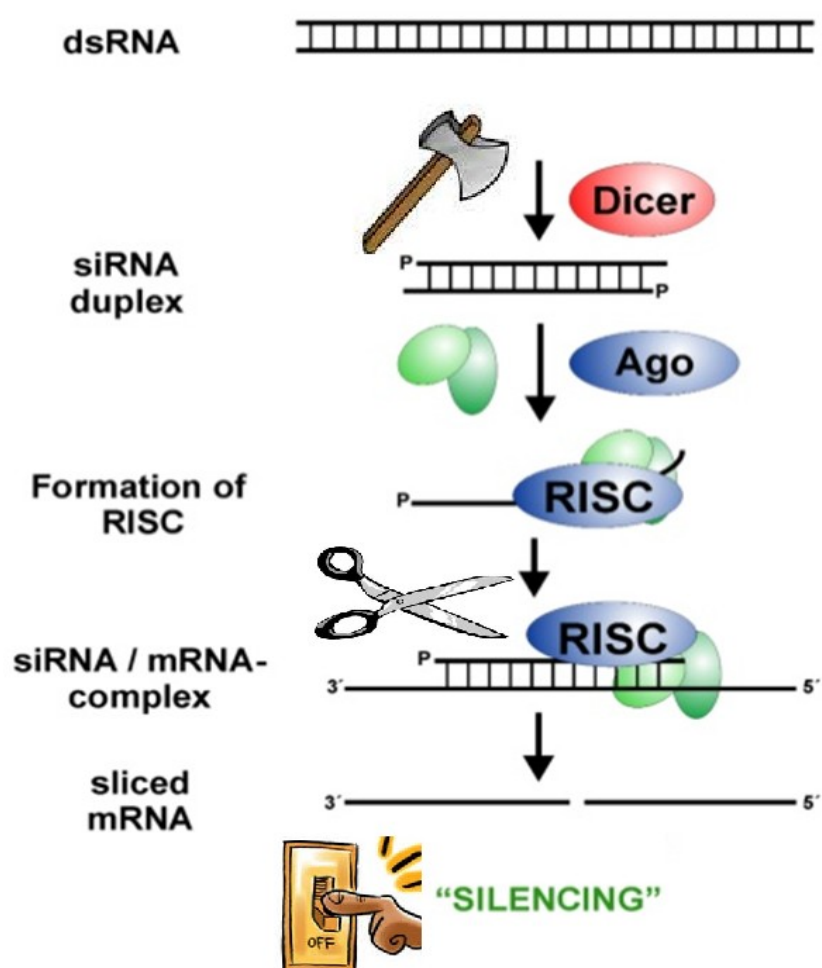 dsRNA
Dicer
siRNA
duplex
P
P
Ago
Formation of
RISC
P
RISC
RISC
siRNA / mRNA-
complex
P
3´
5´
sliced
mRNA
3´
5´
OFF
“SILENCING”